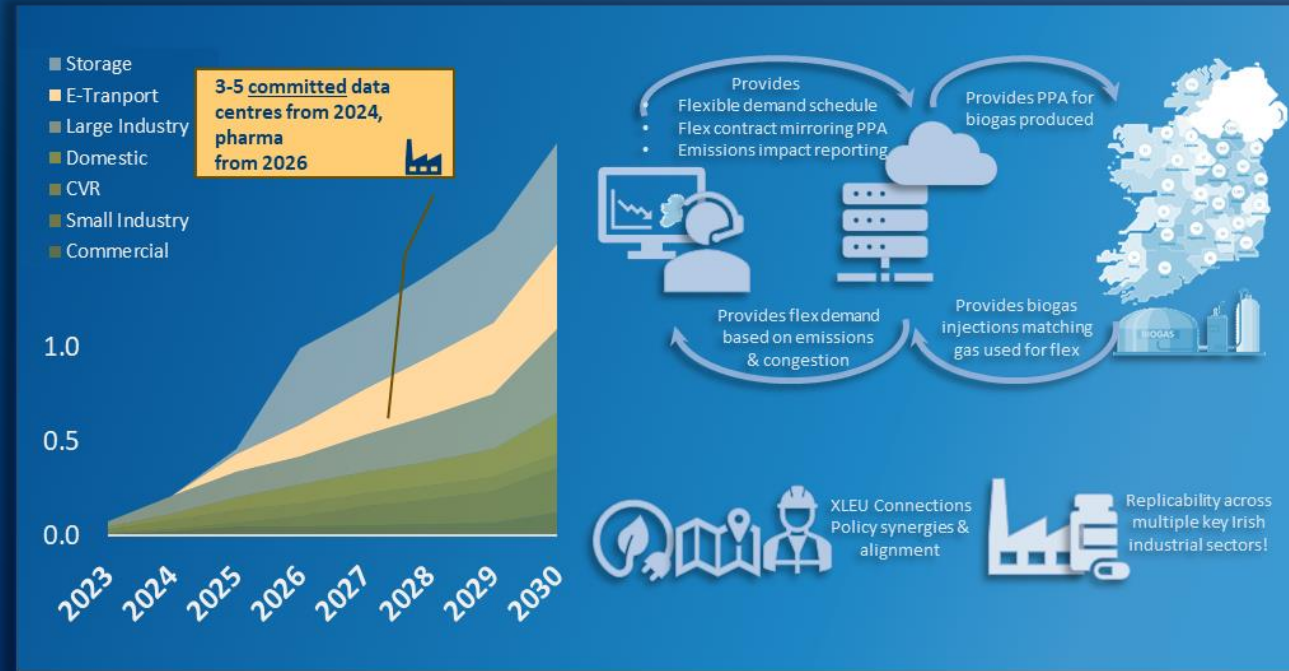 Storage
E-Tranport
Large Industry
Domestic
CVR
Small Industry
Commercial
3-5 committed data
centres from 2024,
pharma
from 2026
1.0
0.5
0.0
2023
2024
2025
2026
2027
2028
2029
2030
Provides
• Flexible demand schedule
• Flex contract mirroring PPA
• Emissions impact reporting
Provides PPA for
biogas produced
Provides flex demand
based on emissions
& congestion
Provides biogas
injections matching
gas used for flex
BIOGAS
XLEU Connections
Policy synergies &
alignment
Replicability across
multiple key Irish
industrial sectors!